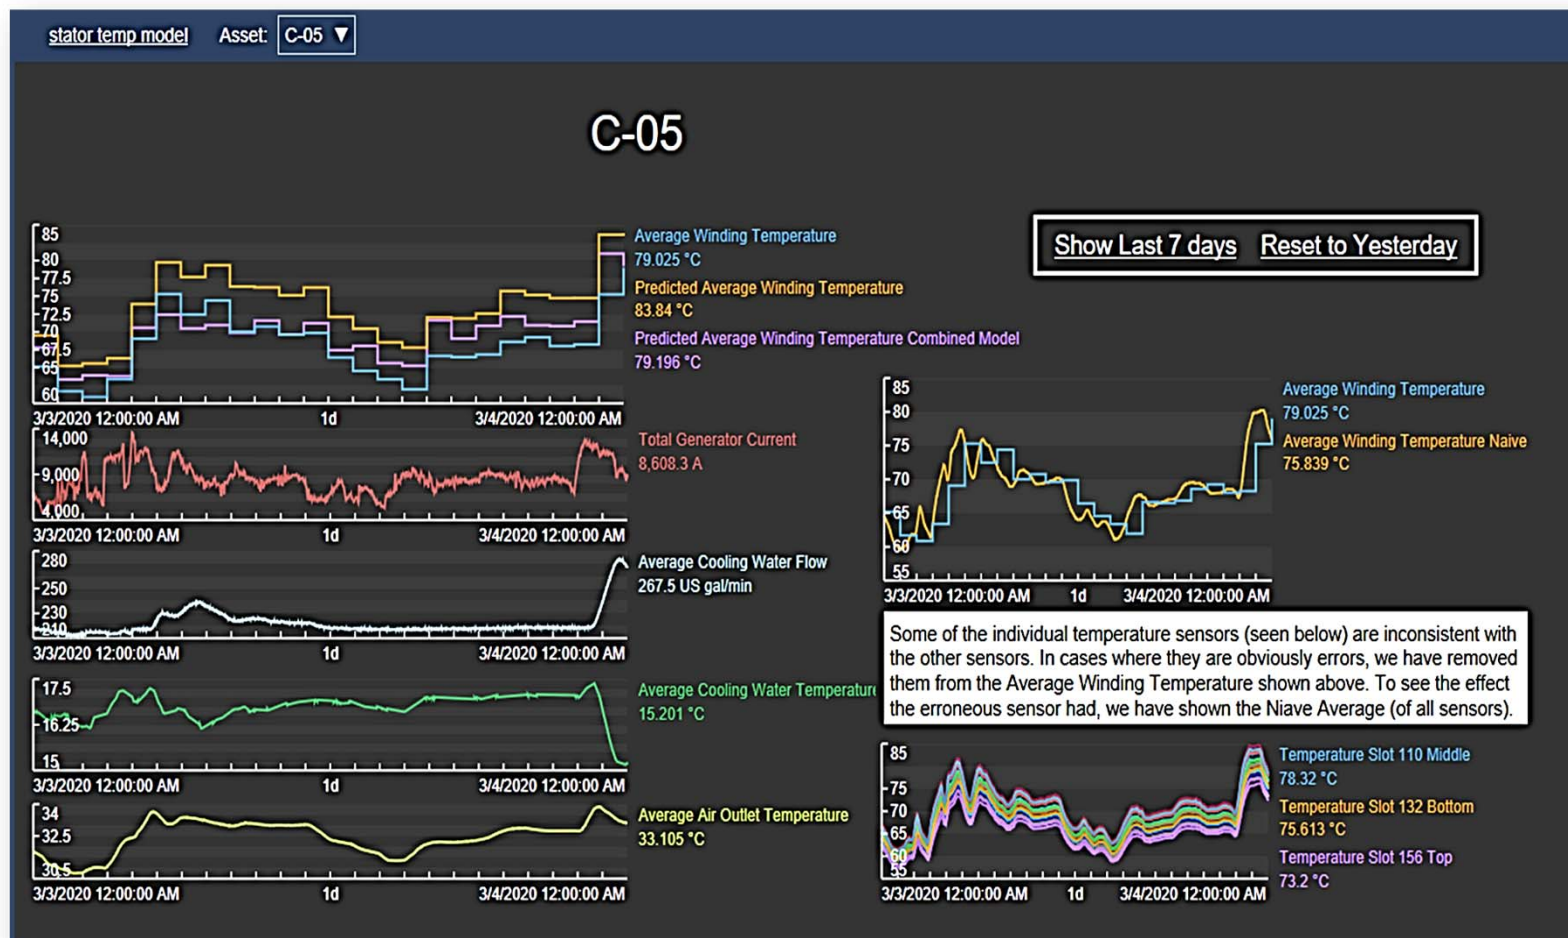 stator temp model Asset: C-05 ▼
C-05
Show Last 7 days Reset to Yesterday
85
80
77.5
75
72.5
70
67.5
65
60
3/3/2020 12:00:00 AM 1d 3/4/2020 12:00:00 AM
Average Winding Temperature
79.025 °C
Predicted Average Winding Temperature
83.84 °C
Predicted Average Winding Temperature Combined Model
79.196 °C
14,000
9,000
4,000
3/3/2020 12:00:00 AM 1d 3/4/2020 12:00:00 AM
Total Generator Current
8,608.3 A
280
250
230
210
3/3/2020 12:00:00 AM 1d 3/4/2020 12:00:00 AM
Average Cooling Water Flow
267.5 US gal/min
17.5
16.25
15
3/3/2020 12:00:00 AM 1d 3/4/2020 12:00:00 AM
Average Cooling Water Temperature
15.201 °C
34
32.5
30.5
3/3/2020 12:00:00 AM 1d 3/4/2020 12:00:00 AM
Average Air Outlet Temperature
33.105 °C
85
80
75
70
65
60
55
3/3/2020 12:00:00 AM 1d 3/4/2020 12:00:00 AM
Average Winding Temperature
79.025 °C
Average Winding Temperature Naive
75.839 °C
Some of the individual temperature sensors (seen below) are inconsistent with
the other sensors. In cases where they are obviously errors, we have removed
them from the Average Winding Temperature shown above. To see the effect
the erroneous sensor had, we have shown the Niave Average (of all sensors).
85
75
70
65
60
55
3/3/2020 12:00:00 AM 1d 3/4/2020 12:00:00 AM
Temperature Slot 110 Middle
78.32 °C
Temperature Slot 132 Bottom
75.613 °C
Temperature Slot 156 Top
73.2 °C